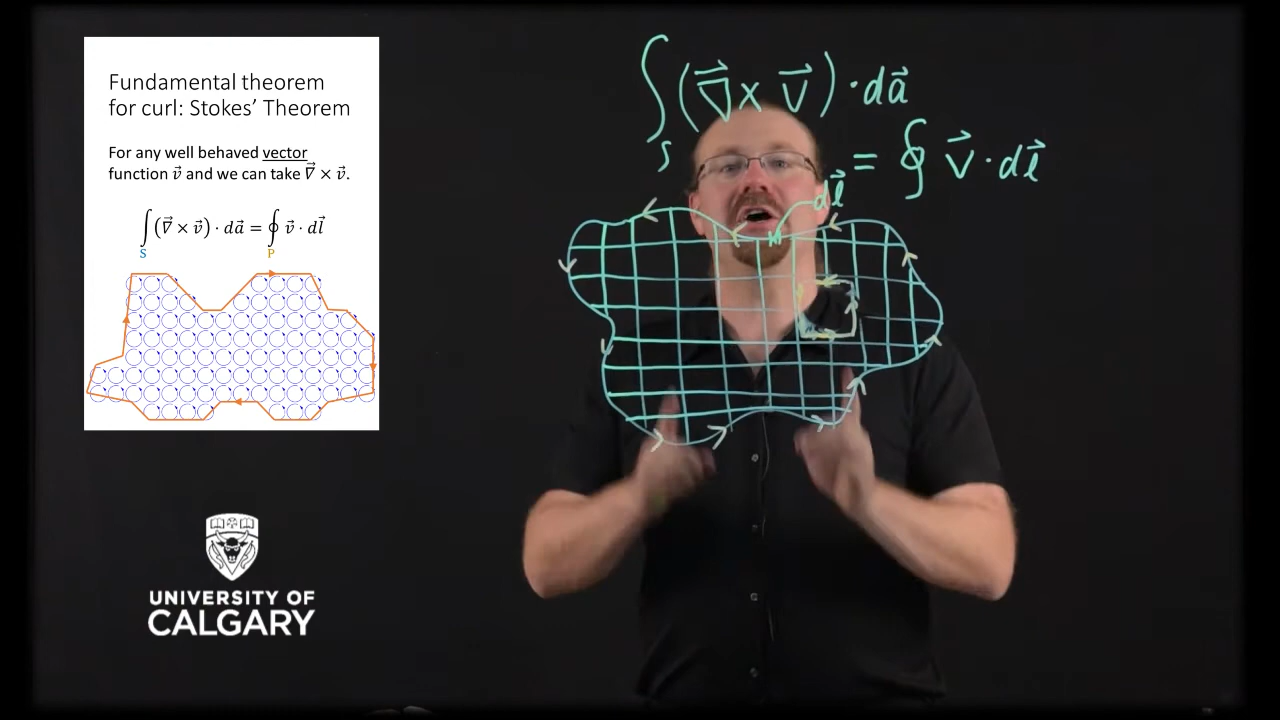 Fundamental theorem
for curl: Stokes’ Theorem
For any well behaved vector
function v⃗ and we can take ∇⃗ × v⃗.
∫(∇⃗ × v⃗) · da⃗ = ∮ v⃗ · dl⃗
S P
∫(∇⃗ × v⃗) · da⃗
S
= ∮ v⃗ · dl⃗
dl⃗
UNIVERSITY OF
CALGARY